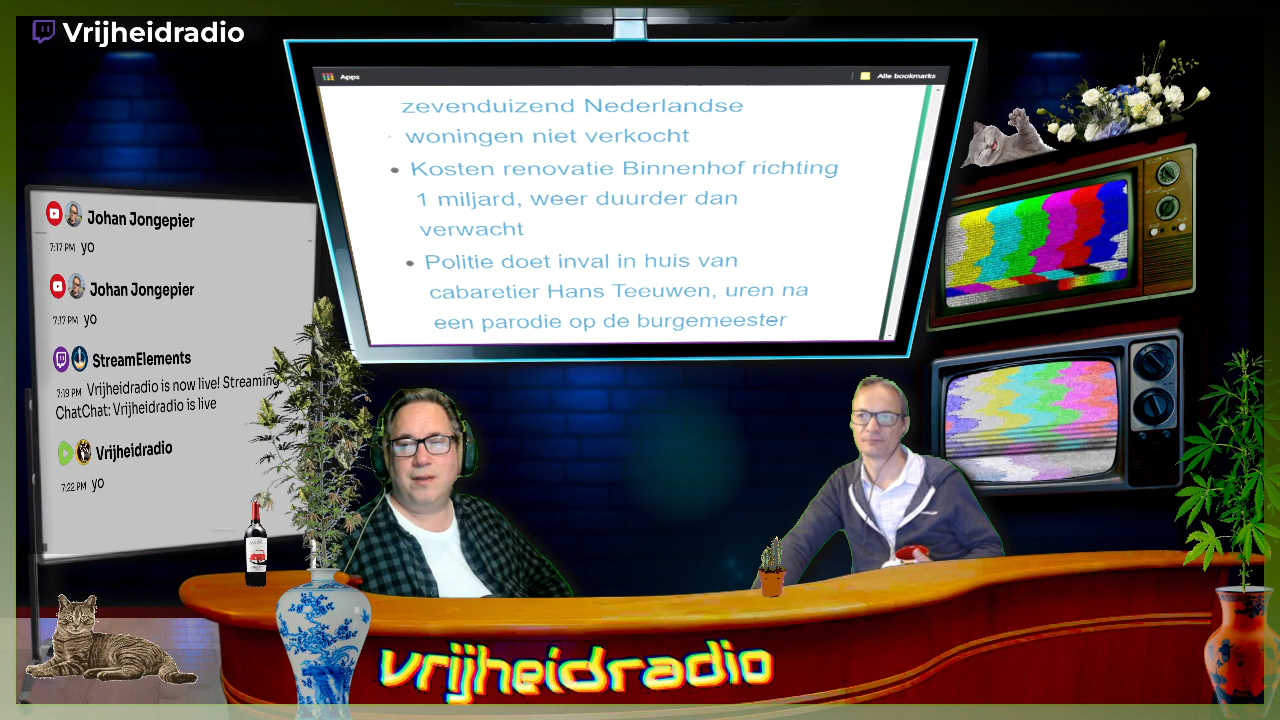 Vrijheidradio
Apps
Alle bookmarks
zevenduizend Nederlandse
woningen niet verkocht
Kosten renovatie Binnenhof richting
1 miljard, weer duurder dan
verwacht
Politie doet inval in huis van
cabaretier Hans Teeuwen, uren na
een parodie op de burgemeester
Johan Jongepier
7:17 PM yo
Johan Jongepier
7:17 PM yo
StreamElements
7:19 PM Vrijheidradio is now live! Streaming
ChatChat: Vrijheidradio is live
Vrijheidradio
7:22 PM yo
vrijheidradio